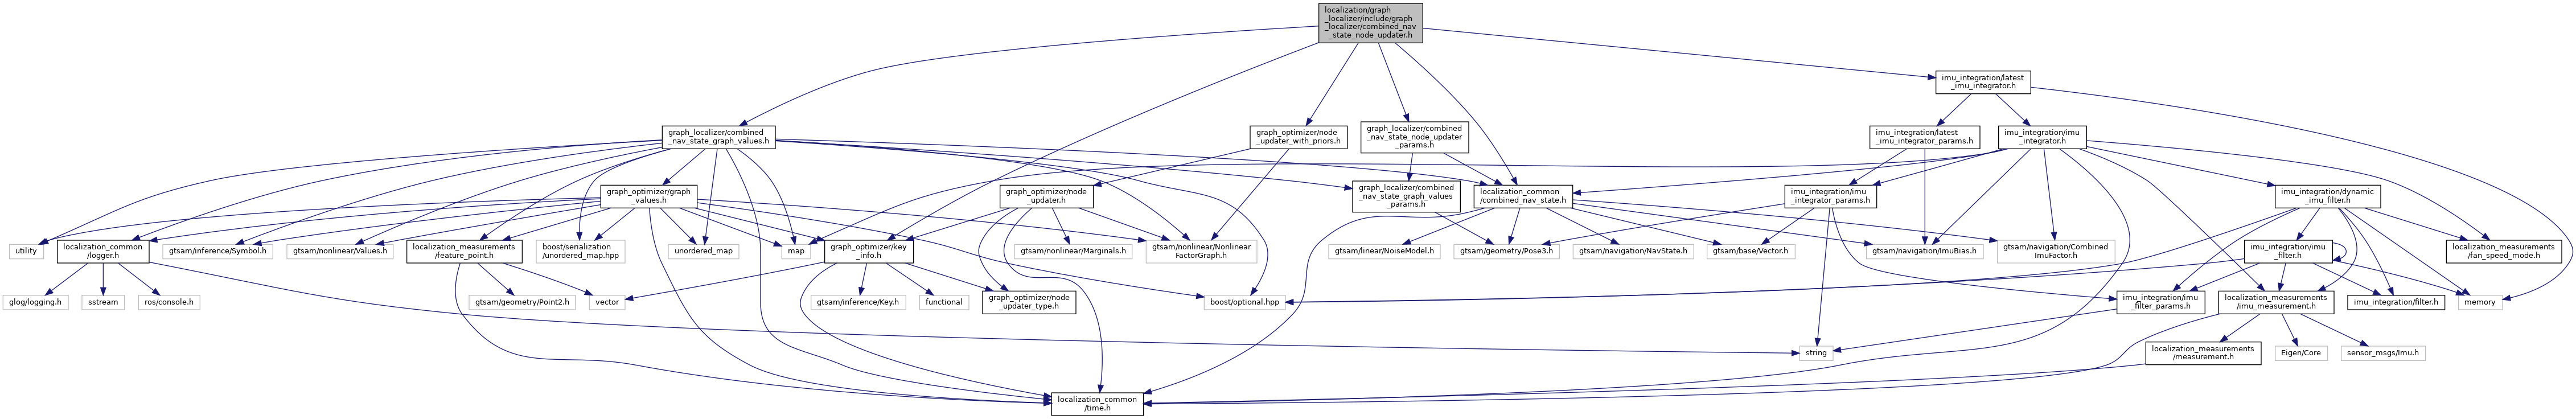 localization/graph
_localizer/include/graph
_localizer/combined_nav
_state_node_updater.h
imu_integration/latest
_imu_integrator.h
graph_localizer/combined
_nav_state_graph_values.h
graph_optimizer/node
_updater_with_priors.h
graph_localizer/combined
_nav_state_node_updater
_params.h
imu_integration/latest
_imu_integrator_params.h
imu_integration/imu
_integrator.h
graph_optimizer/graph
_values.h
graph_optimizer/node
_updater.h
graph_localizer/combined
_nav_state_graph_values
_params.h
localization_common
/combined_nav_state.h
imu_integration/imu
_integrator_params.h
imu_integration/dynamic
_imu_filter.h
utility
localization_common
/logger.h
gtsam/inference/Symbol.h
gtsam/nonlinear/Values.h
localization_measurements
/feature_point.h
boost/serialization
/unordered_map.hpp
unordered_map
map
graph_optimizer/key
_info.h
gtsam/nonlinear/Marginals.h
gtsam/nonlinear/Nonlinear
FactorGraph.h
gtsam/linear/NoiseModel.h
gtsam/geometry/Pose3.h
gtsam/navigation/NavState.h
gtsam/base/Vector.h
gtsam/navigation/ImuBias.h
gtsam/navigation/Combined
ImuFactor.h
imu_integration/imu
_filter.h
localization_measurements
/fan_speed_mode.h
glog/logging.h
sstream
ros/console.h
gtsam/geometry/Point2.h
vector
gtsam/inference/Key.h
functional
graph_optimizer/node
_updater_type.h
boost/optional.hpp
imu_integration/imu
_filter_params.h
localization_measurements
/imu_measurement.h
imu_integration/filter.h
memory
string
localization_measurements
/measurement.h
Eigen/Core
sensor_msgs/Imu.h
localization_common
/time.h